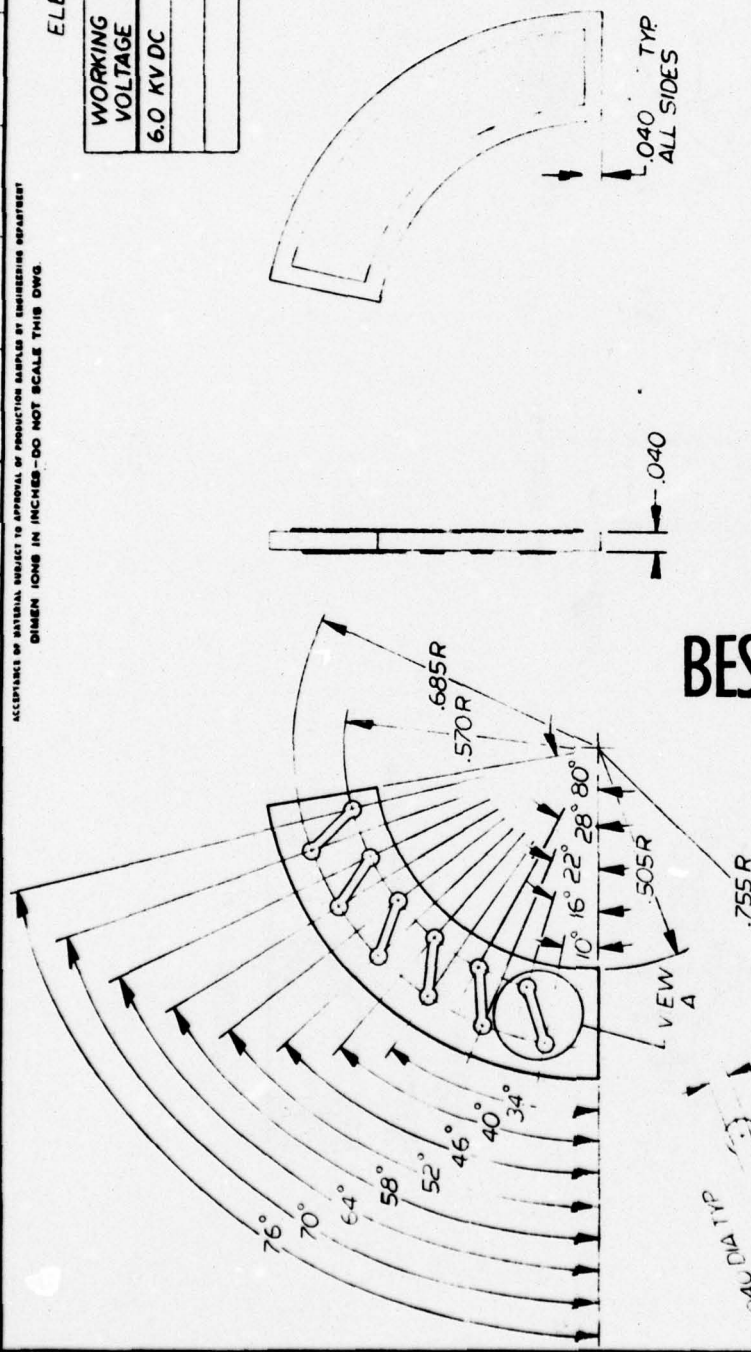 ACCEPTANCE OF MATERIAL SUBJECT TO APPROVAL OF PRODUCTION SAMPLES BY ENGINEERING DEPARTMENT
DIMEN IONS IN INCHES-DO NOT SCALE THIS DWG.
WORKING
VOLTAGE
6.0 KV DC
.040 TYP.
ALL SIDES
.040
.685R
.570R
10° 16° 22° 28° 80°
.505R
.755R
VIEW
A
34°
40°
46°
52°
58°
64°
70°
76°
DIA TYP